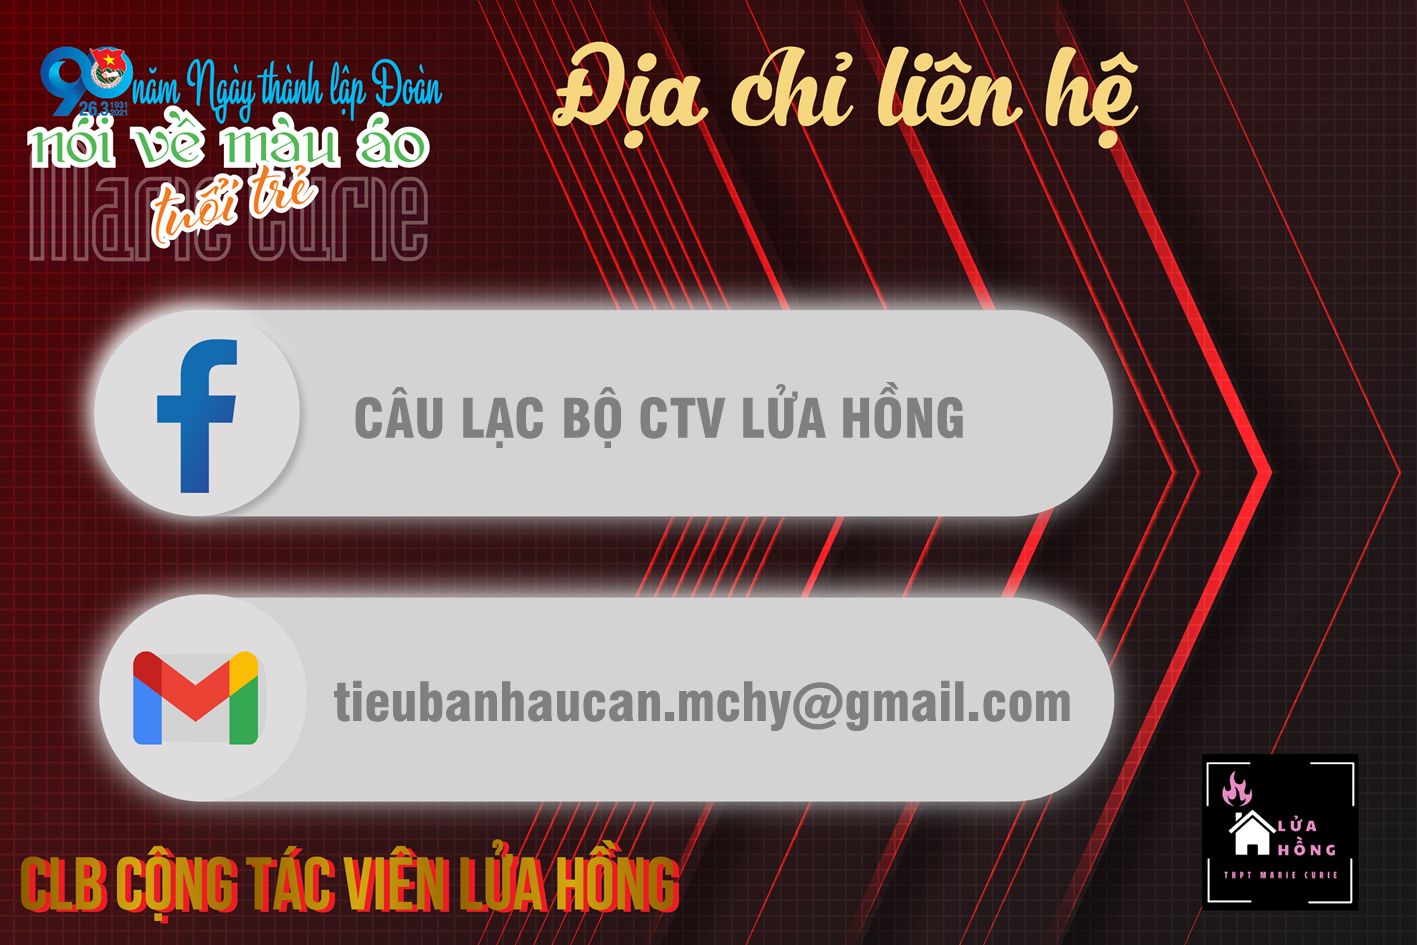 90 năm Ngày thành lập Đoàn
26.3 1931 2021
nói về màu áo
tuổi trẻ
Marie curie
Địa chỉ liên hệ
CÂU LẠC BỘ CTV LỬA HỒNG
tieubanhaucan.mchy@gmail.com
CLB CỘNG TÁC VIÊN LỬA HỒNG
LỬA
HỒNG
THPT MARIE CURIE